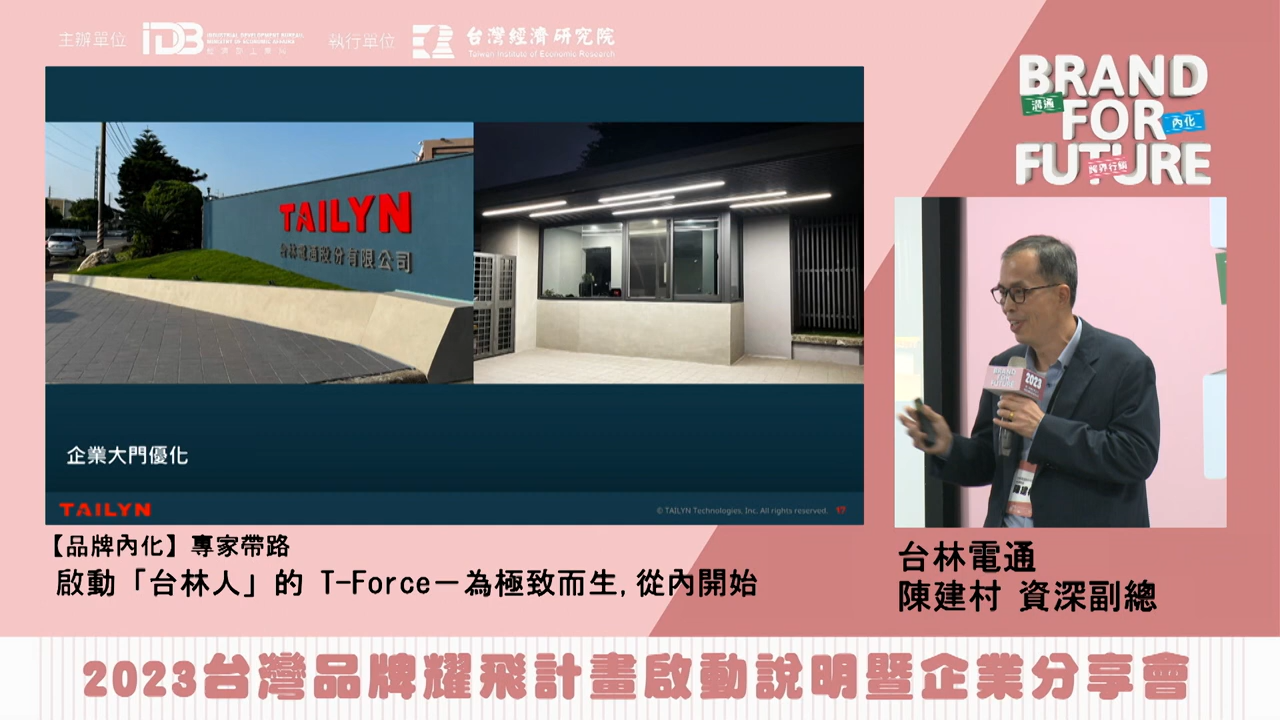 主辦單位
IDB
INDUSTRIAL DEVELOPMENT BUREAU,
MINISTRY OF ECONOMIC AFFAIRS
經濟部工業局
執行單位
台灣經濟研究院
Taiwan Institute of Economic Research
BRAND
溝通
FOR
內化
FUTURE
跨界行銷
TAILYN
台林電通股份有限公司
企業大門優化
TAILYN
© TAILYN Technologies, Inc. All rights reserved. 17
BRAND
FOR
FUTURE
2023
【品牌內化】專家帶路
啟動「台林人」的 T-Force－為極致而生,從內開始
台林電通
陳建村 資深副總
2023台灣品牌耀飛計畫啟動說明暨企業分享會